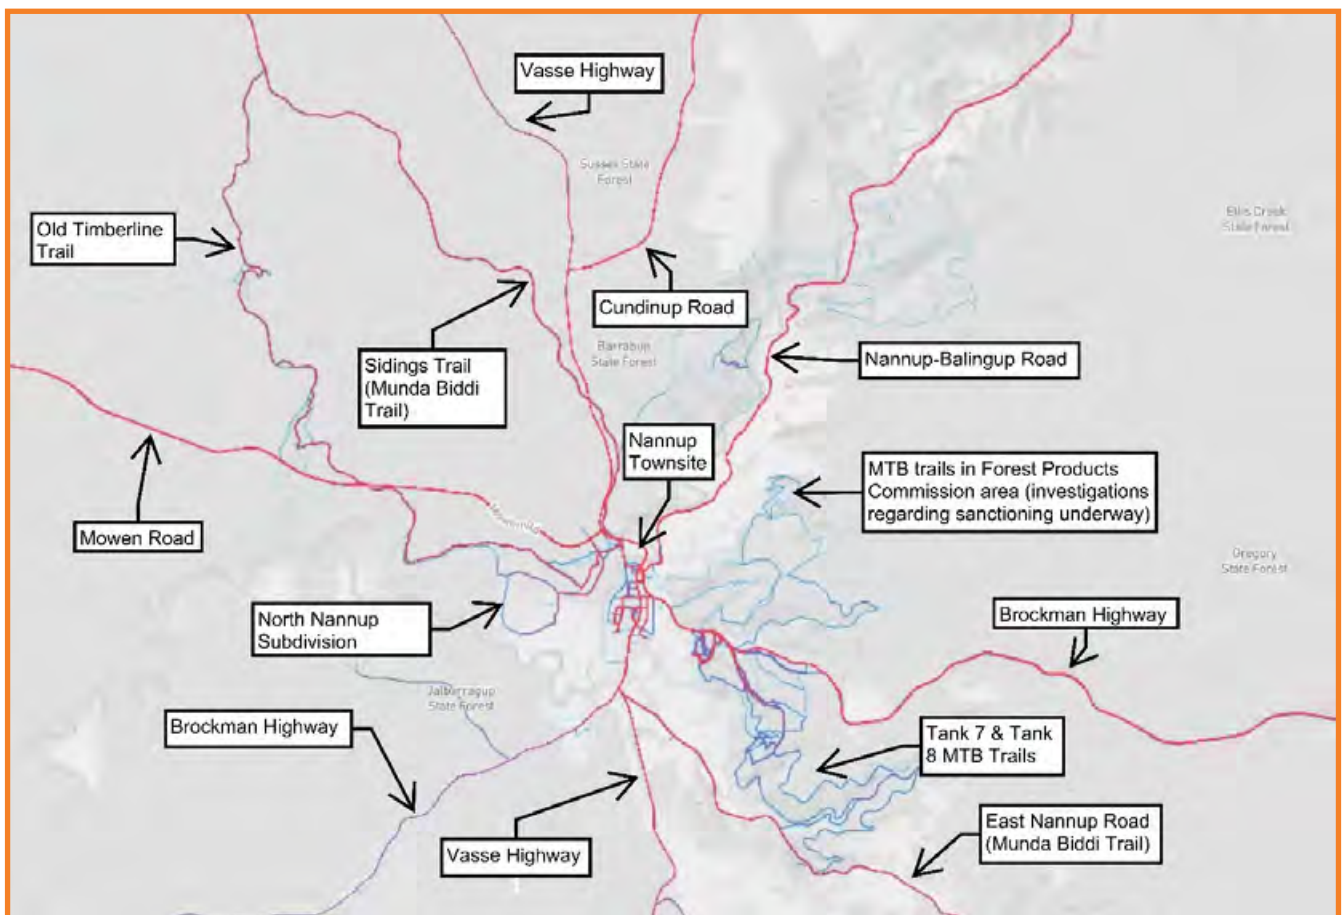 Vasse Highway
Sussex State
Forest
Ellis Creek
State Forest
Old Timberline
Trail
Cundinup Road
Barrabup
State Forest
Sidings Trail
(Munda Biddi
Trail)
Nannup-Balingup Road
Nannup
Townsite
MTB trails in Forest Products
Commission area (investigations
regarding sanctioning underway)
Mowen Road
Mowen Road
Gregory
State Forest
North Nannup
Subdivision
Brockman Highway
Jalbarragup
State Forest
Brockman Highway
Tank 7 & Tank
8 MTB Trails
Vasse Highway
East Nannup Road
(Munda Biddi Trail)